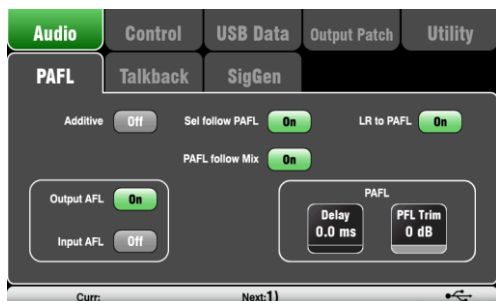 Audio Control USB Data Output Patch Utility
PAFL Talkback SigGen
Additive Off Sel follow PAFL On LR to PAFL On
PAFL follow Mix On
Output AFL On
Input AFL Off
PAFL
Delay PFL Trim
0.0 ms 0 dB
Curr: Next:1)